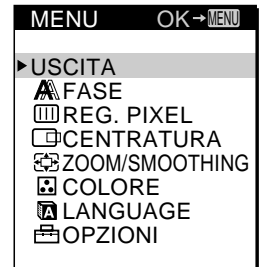 MENU OK→MENU
USCITA
FASE
REG. PIXEL
CENTRATURA
ZOOM/SMOOTHING
COLORE
LANGUAGE
OPZIONI